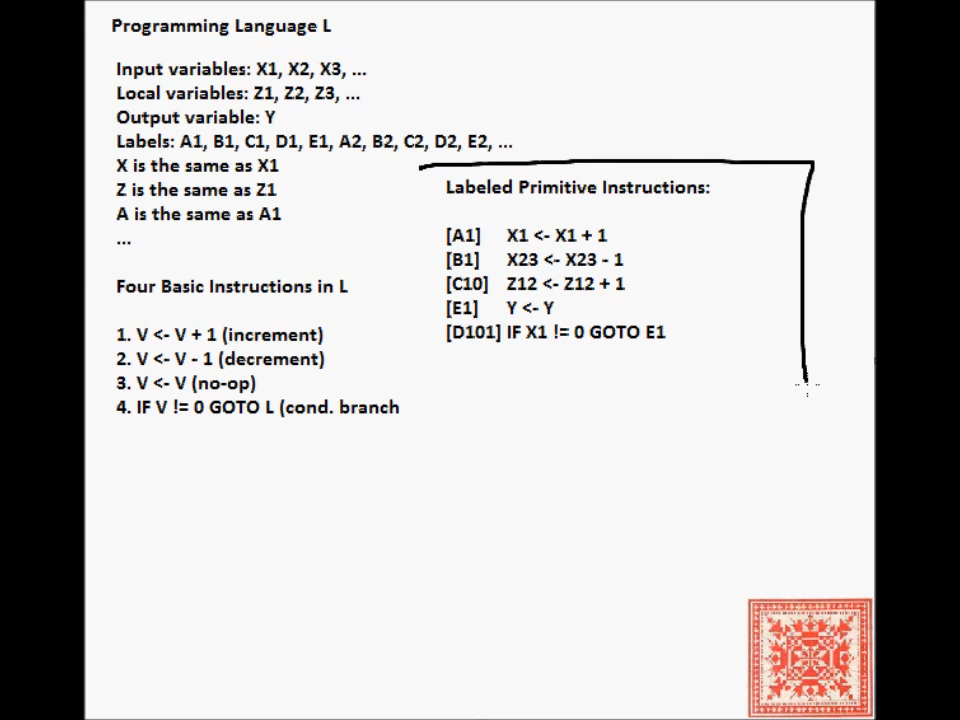 Programming Language L
Input variables: X1, X2, X3, ...
Local variables: Z1, Z2, Z3, ...
Output variable: Y
Labels: A1, B1, C1, D1, E1, A2, B2, C2, D2, E2, ...
X is the same as X1
Z is the same as Z1
A is the same as A1
...
Four Basic Instructions in L
1. V <- V + 1 (increment)
2. V <- V - 1 (decrement)
3. V <- V (no-op)
4. IF V != 0 GOTO L (cond. branch
Labeled Primitive Instructions:
[A1] X1 <- X1 + 1
[B1] X23 <- X23 - 1
[C10] Z12 <- Z12 + 1
[E1] Y <- Y
[D101] IF X1 != 0 GOTO E1